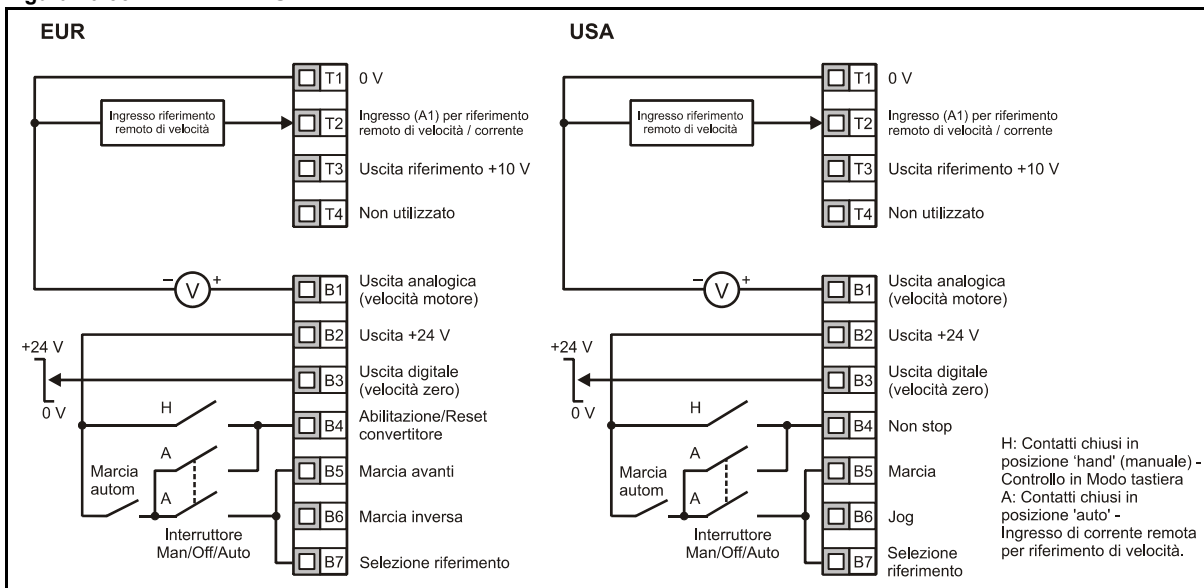 EUR
T1 0 V
Ingresso riferimento
remoto di velocità
T2 Ingresso (A1) per riferimento
remoto di velocità / corrente
T3 Uscita riferimento +10 V
T4 Non utilizzato
− V +
B1 Uscita analogica
(velocità motore)
B2 Uscita +24 V
+24 V
0 V
B3 Uscita digitale
(velocità zero)
H
B4 Abilitazione/Reset
convertitore
A
Marcia
autom
A
B5 Marcia avanti
B6 Marcia inversa
Interruttore
Man/Off/Auto
B7 Selezione riferimento
USA
T1 0 V
Ingresso riferimento
remoto di velocità
T2 Ingresso (A1) per riferimento
remoto di velocità / corrente
T3 Uscita riferimento +10 V
T4 Non utilizzato
− V +
B1 Uscita analogica
(velocità motore)
B2 Uscita +24 V
+24 V
0 V
B3 Uscita digitale
(velocità zero)
H
B4 Non stop
A
Marcia
autom
A
B5 Marcia
B6 Jog
Interruttore
Man/Off/Auto
B7 Selezione
riferimento
H: Contatti chiusi in
posizione 'hand' (manuale) -
Controllo in Modo tastiera
A: Contatti chiusi in
posizione 'auto' -
Ingresso di corrente remota
per riferimento di velocità.